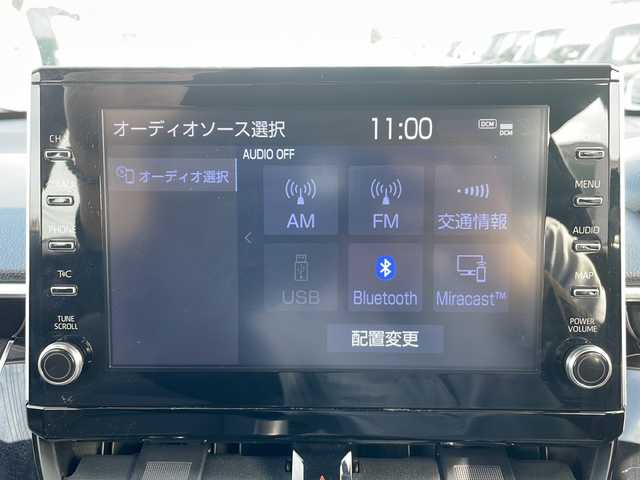 オーディオソース選択 11:00 DCM DCM
AUDIO OFF
オーディオ選択
AM FM 交通情報
USB Bluetooth Miracast™
配置変更
PHONE
T&C
TUNE SCROLL
MENU
AUDIO
MAP
POWER VOLUME